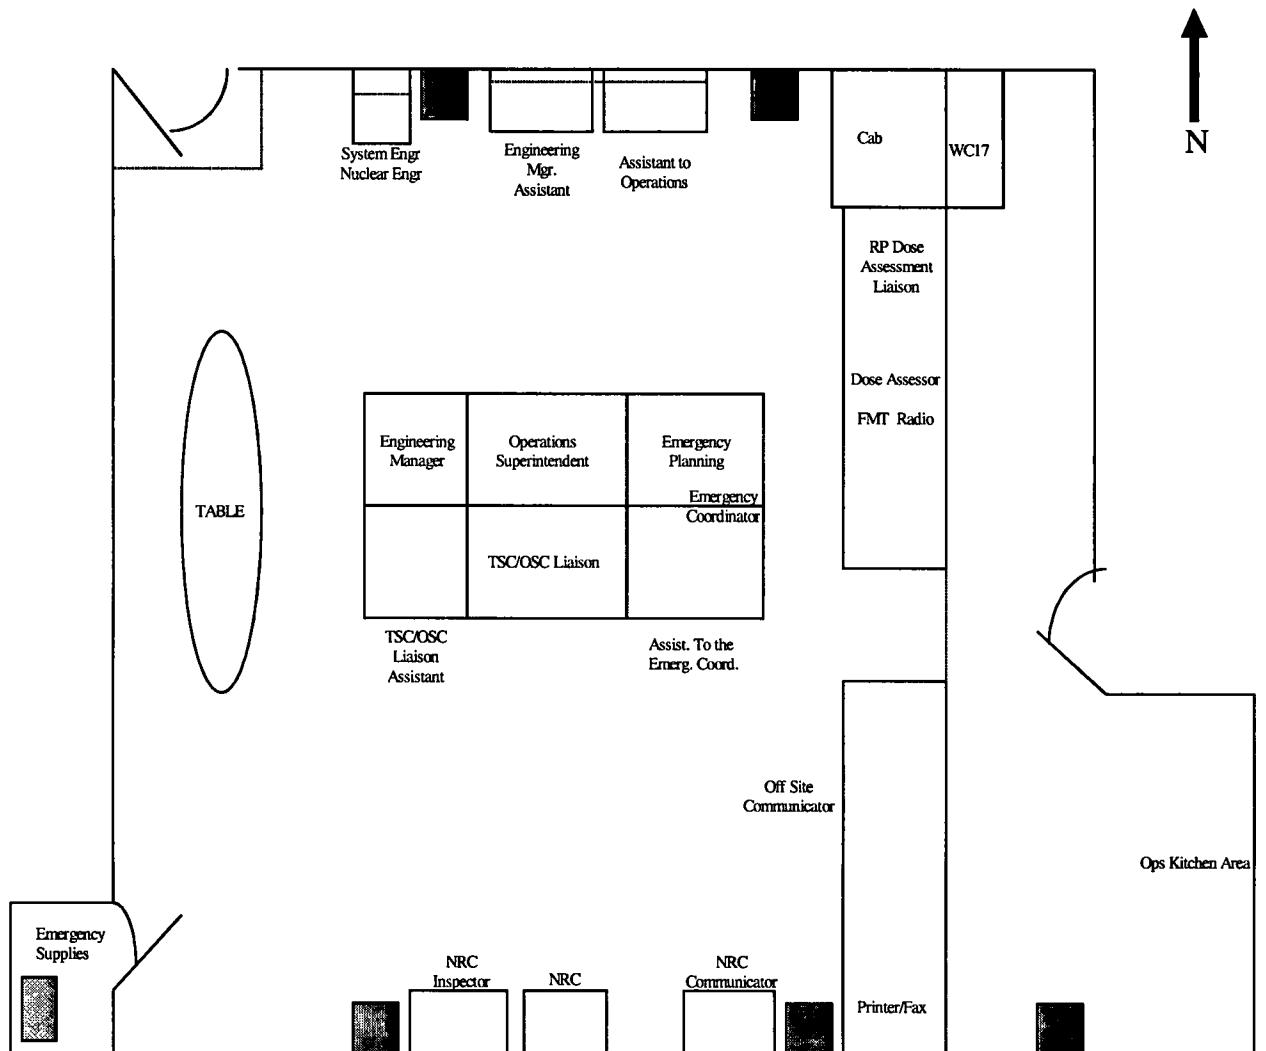 N
System Engr
Nuclear Engr
Engineering
Mgr.
Assistant
Assistant to
Operations
Cab
WC17
RP Dose
Assessment
Liaison
Dose Assessor
FMT Radio
Engineering
Manager
Operations
Superintendent
Emergency
Planning
Emergency
Coordinator
TABLE
TSC/OSC Liaison
TSC/OSC
Liaison
Assistant
Assist. To the
Emerg. Coord.
Off Site
Communicator
Ops Kitchen Area
Emergency
Supplies
NRC
Inspector
NRC
NRC
Communicator
Printer/Fax